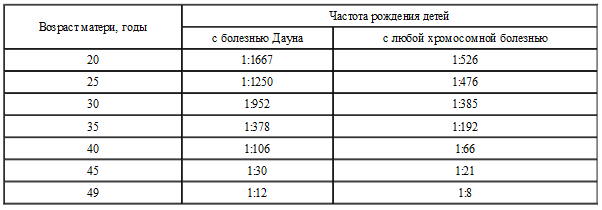 Возраст матери, годы
Частота рождения детей
с болезнью Дауна
с любой хромосомной болезнью
20 1:1667 1:526
25 1:1250 1:476
30 1:952 1:385
35 1:378 1:192
40 1:106 1:66
45 1:30 1:21
49 1:12 1:8